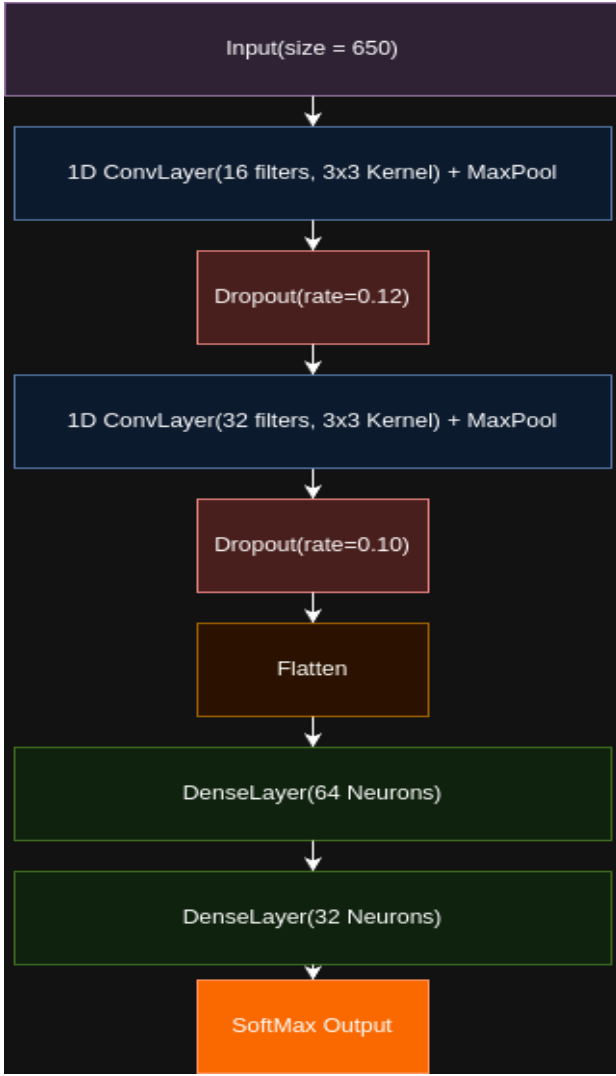 Input(size = 650)
1D ConvLayer(16 filters, 3x3 Kernel) + MaxPool
Dropout(rate=0.12)
1D ConvLayer(32 filters, 3x3 Kernel) + MaxPool
Dropout(rate=0.10)
Flatten
DenseLayer(64 Neurons)
DenseLayer(32 Neurons)
SoftMax Output